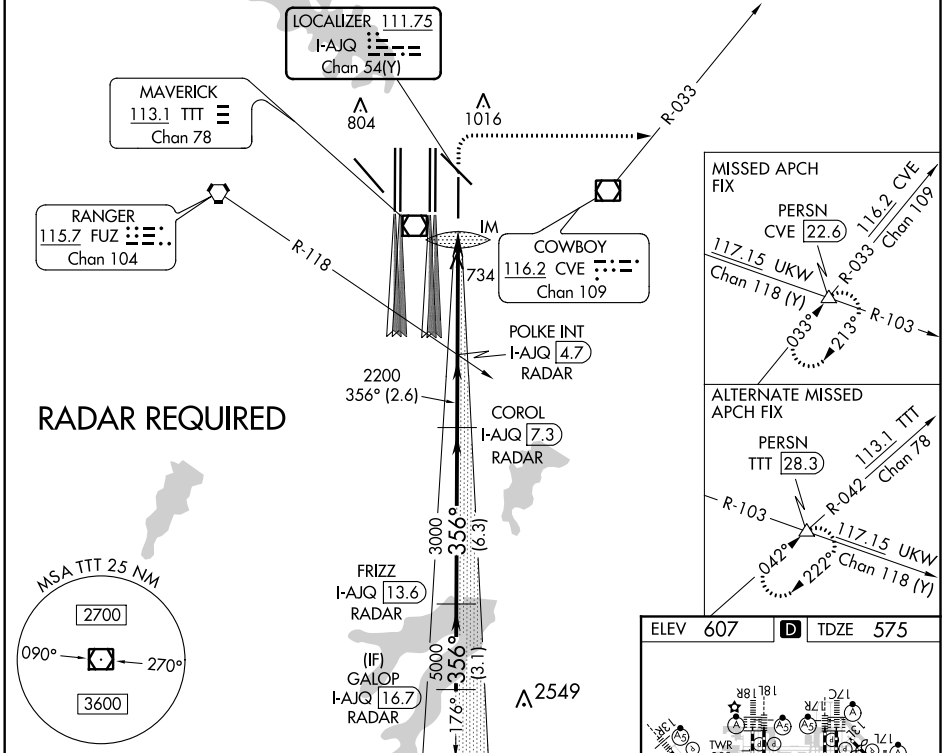 LOCALIZER 111.75
I-AJQ
Chan 54(Y)
MAVERICK
113.1 TTT
Chan 78
804
1016
R-033
RANGER
115.7 FUZ
Chan 104
R-118
IM
734
COWBOY
116.2 CVE
Chan 109
POLKE INT
I-AJQ 4.7
RADAR
2200
356° (2.6)
RADAR REQUIRED
COROL
I-AJQ 7.3
RADAR
3000
356°
(6.3)
FRIZZ
I-AJQ 13.6
RADAR
5000
356°
(3.1)
(IF)
GALOP
I-AJQ 16.7
RADAR
176°
2549
MSA TTT 25 NM
2700
090°
270°
3600
MISSED APCH
FIX
PERSN
CVE 22.6
116.2 CVE
Chan 109
R-033
117.15 UKW
Chan 118 (Y)
R-103
033°
213°
ALTERNATE MISSED
APCH FIX
PERSN
TTT 28.3
113.1 TTT
Chan 78
R-042
R-103
117.15 UKW
Chan 118 (Y)
042°
222°
ELEV 607 D TDZE 575
18R
18L
17R
17C
17L
13R
A
A5
A5
A
A5
TWR
P
P
P